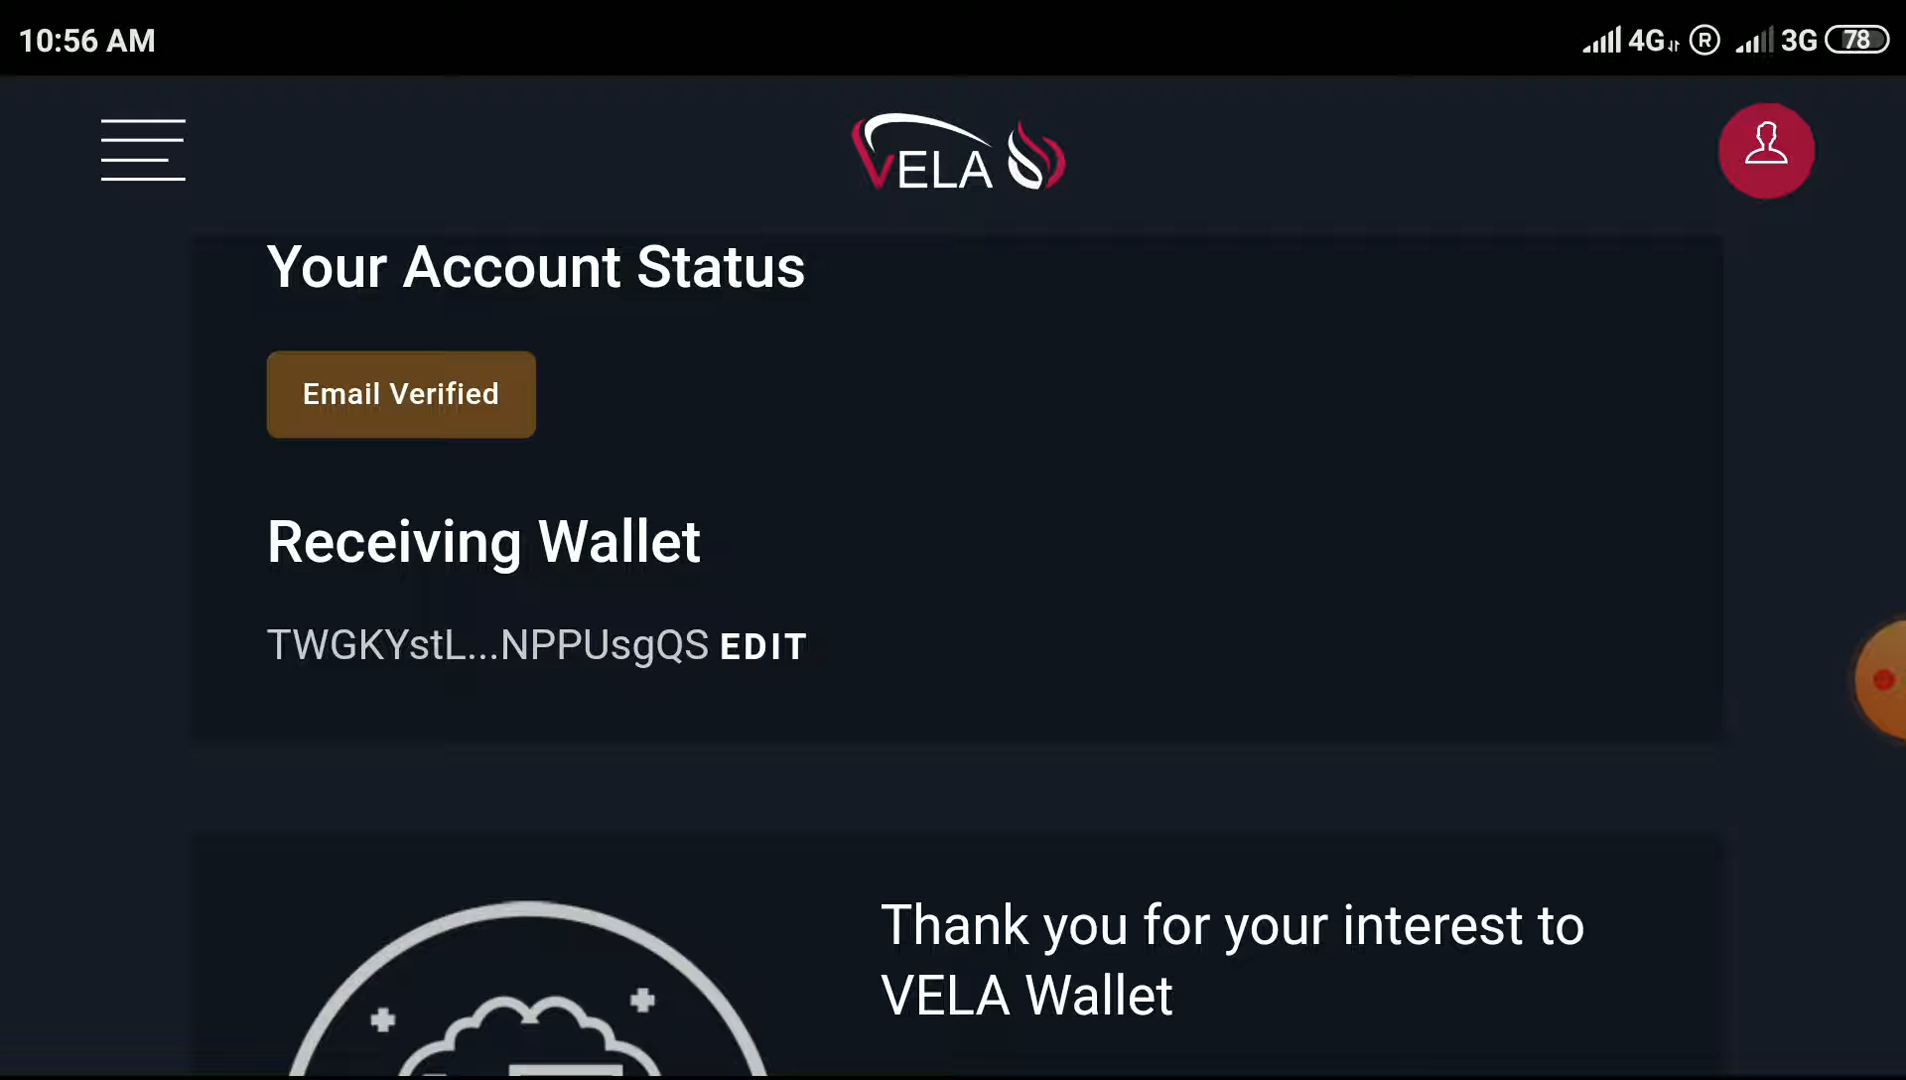 10:56 AM
4G R 3G 78
VELA
Your Account Status
Email Verified
Receiving Wallet
TWGKYstL...NPPUsgQS EDIT
Thank you for your interest to
VELA Wallet